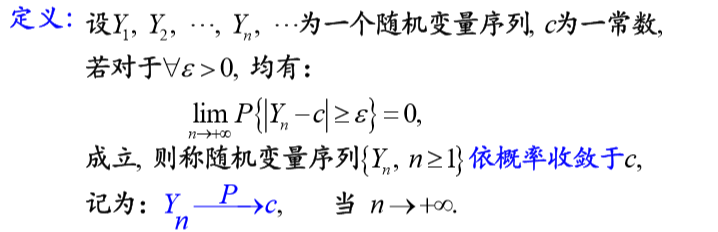 定义：设Y₁, Y₂, ⋯, Yₙ, ⋯为一个随机变量序列, c为一常数,
若对于∀ε>0, 均有：
lim P{|Yₙ−c|≥ε}=0,
n→+∞
成立, 则称随机变量序列{Yₙ, n≥1}依概率收敛于c,
记为：Yₙ —P→ c, 当 n→+∞.